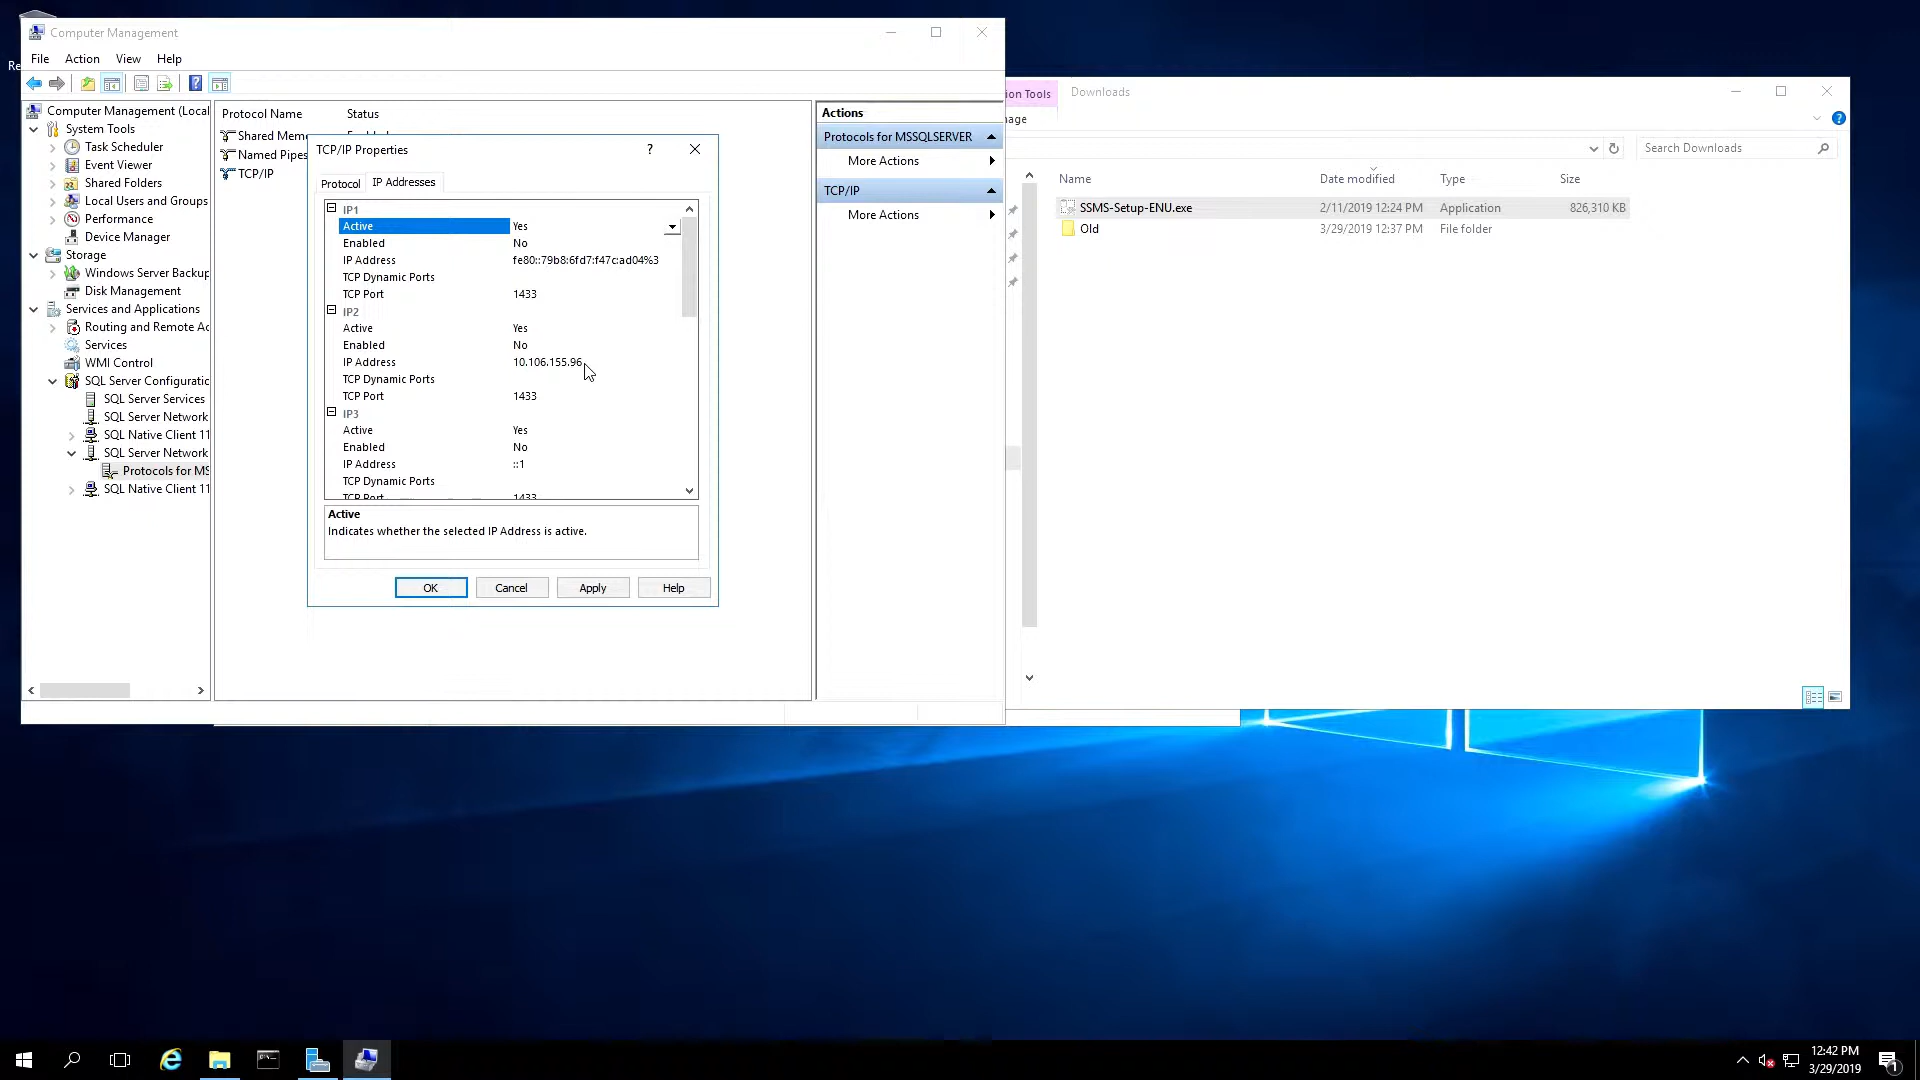 Computer Management
File Action View Help
Computer Management (Local
System Tools
Task Scheduler
Event Viewer
Shared Folders
Local Users and Groups
Performance
Device Manager
Storage
Windows Server Backup
Disk Management
Services and Applications
Routing and Remote Ac
Services
WMI Control
SQL Server Configuratic
SQL Server Services
SQL Server Network
SQL Native Client 11
SQL Server Network
Protocols for MS
SQL Native Client 11
Protocol Name Status
Shared Mem
Named Pipes
TCP/IP
TCP/IP Properties
? 
Protocol IP Addresses
IP1
Active Yes
Enabled No
IP Address fe80::79b8:6fd7:f47c:ad04%3
TCP Dynamic Ports
TCP Port 1433
IP2
Active Yes
Enabled No
IP Address 10.106.155.96
TCP Dynamic Ports
TCP Port 1433
IP3
Active Yes
Enabled No
IP Address ::1
TCP Dynamic Ports
TCP Port 1433
Active
Indicates whether the selected IP Address is active.
OK Cancel Apply Help
Actions
Protocols for MSSQLSERVER
More Actions
TCP/IP
More Actions
ion Tools Downloads
nage
Search Downloads
Name Date modified Type Size
SSMS-Setup-ENU.exe 2/11/2019 12:24 PM Application 826,310 KB
Old 3/29/2019 12:37 PM File folder
12:42 PM
3/29/2019
1